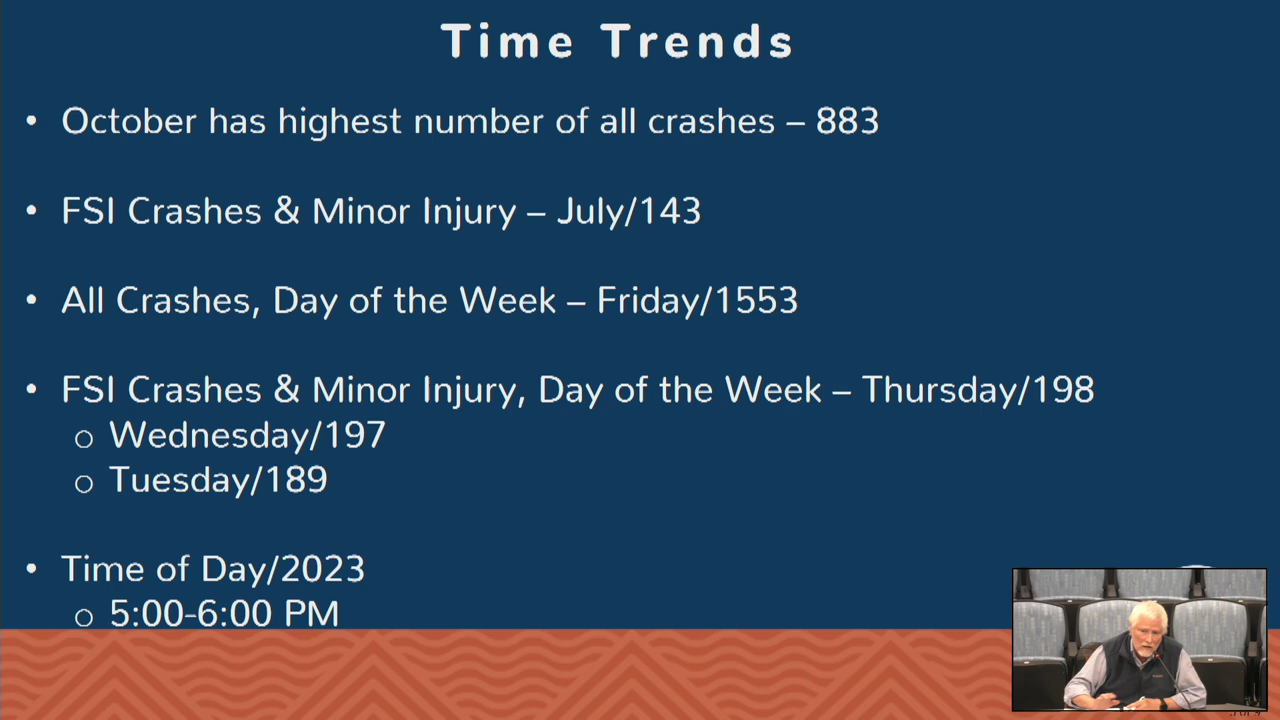 Time Trends
• October has highest number of all crashes – 883
• FSI Crashes & Minor Injury – July/143
• All Crashes, Day of the Week – Friday/1553
• FSI Crashes & Minor Injury, Day of the Week – Thursday/198
o Wednesday/197
o Tuesday/189
• Time of Day/2023
o 5:00-6:00 PM